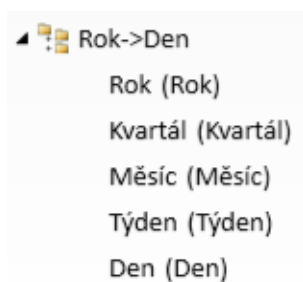 Rok->Den
Rok (Rok)
Kvartál (Kvartál)
Měsíc (Měsíc)
Týden (Týden)
Den (Den)